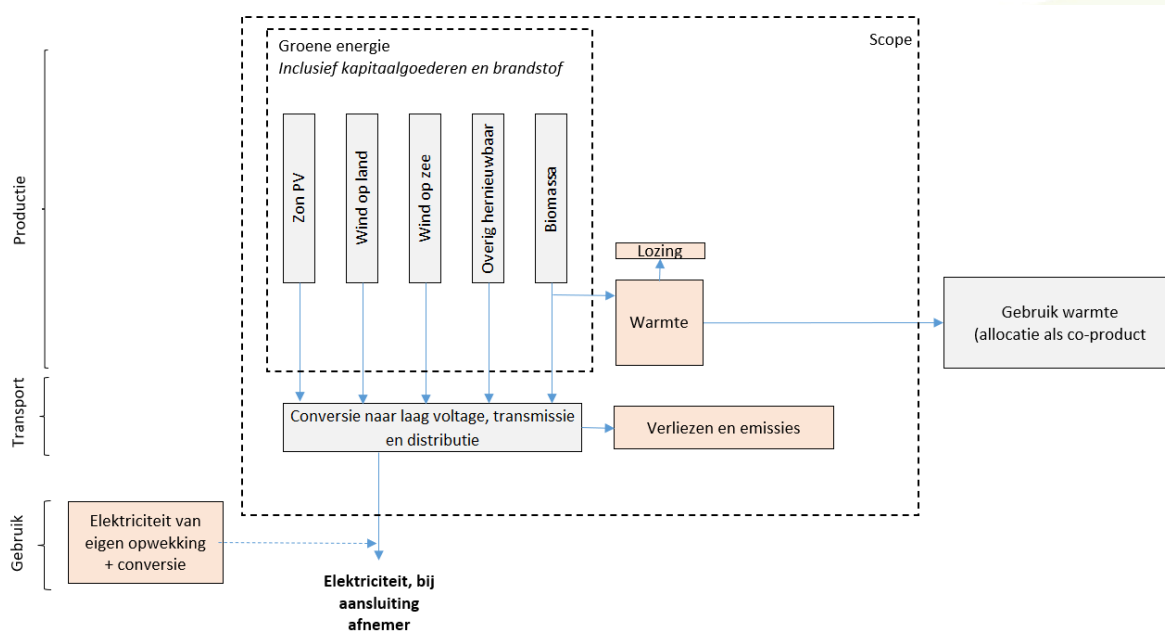 Scope
Groene energie
Inclusief kapitaalgoederen en brandstof
Productie
Zon PV
Wind op land
Wind op zee
Overig hernieuwbaar
Biomassa
Lozing
Warmte
Gebruik warmte
(allocatie als co-product
Transport
Conversie naar laag voltage, transmissie
en distributie
Verliezen en emissies
Gebruik
Elektriciteit van
eigen opwekking
+ conversie
Elektriciteit, bij
aansluiting
afnemer